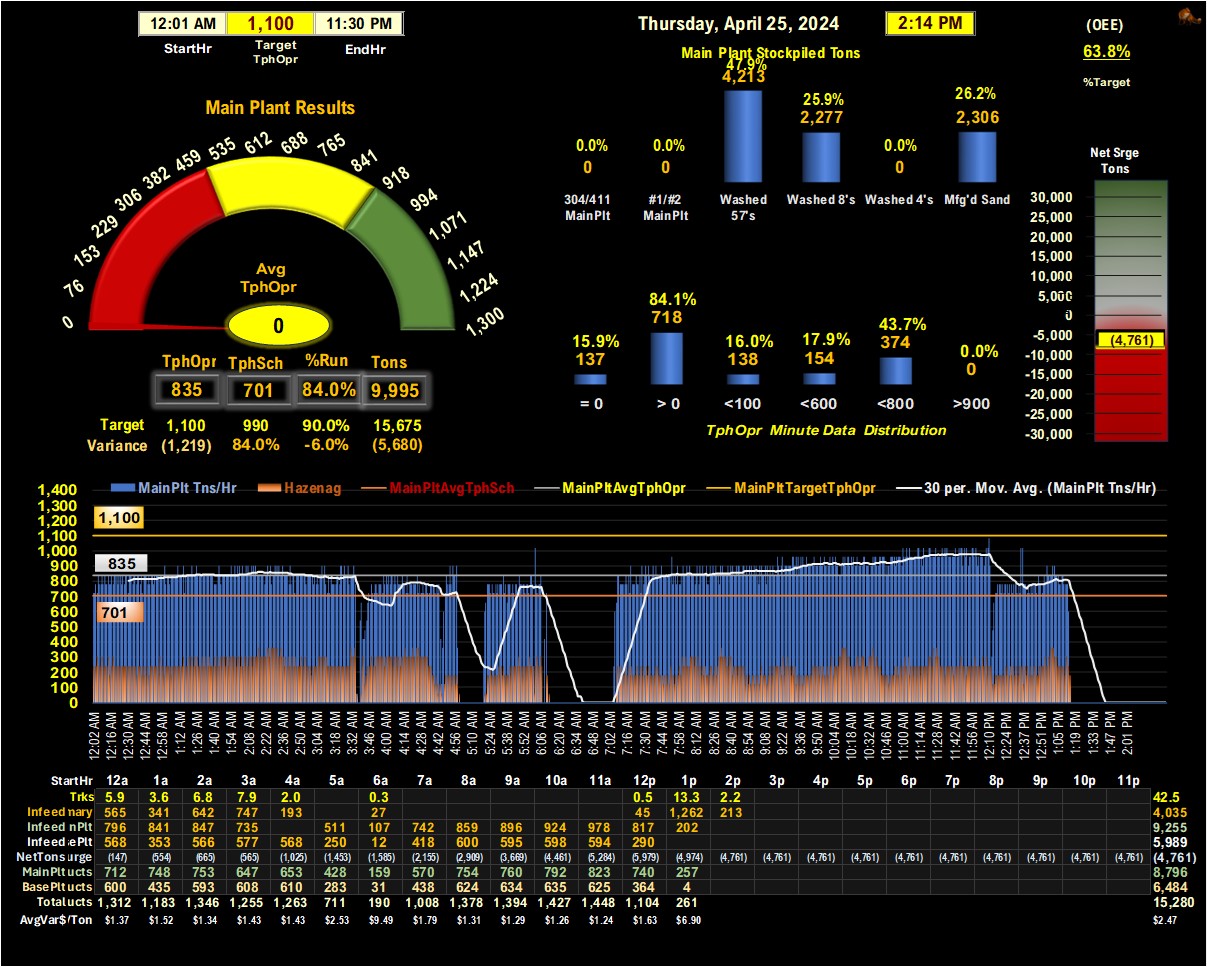 12:01 AM 1,100 11:30 PM
StartHr Target TphOpr EndHr
Thursday, April 25, 2024
2:14 PM
(OEE)
63.8%
%Target
Main Plant Stockpiled Tons
47.9%
4,213
25.9%
2,277
26.2%
2,306
0.0% 0.0% 0.0%
0 0 0
304/411 MainPlt
#1/#2 MainPlt
Washed 57's
Washed 8's
Washed 4's
Mfg'd Sand
Main Plant Results
0 76 153 229 306 382 459 535 612 688 765 841 918 994 1,071 1,147 1,224 1,300
Avg
TphOpr
0
TphOpr TphSch %Run Tons
835 701 84.0% 9,995
Target 1,100 990 90.0% 15,675
Variance (1,219) 84.0% -6.0% (5,680)
15.9% 84.1% 16.0% 17.9% 43.7% 0.0%
137 718 138 154 374 0
= 0 > 0 <100 <600 <800 >900
TphOpr Minute Data Distribution
Net Srge
Tons
30,000
25,000
20,000
15,000
10,000
5,000
0
-5,000
(4,761)
-10,000
-15,000
-20,000
-25,000
-30,000
MainPlt Tns/Hr Hazenag MainPltAvgTphSch MainPltAvgTphOpr MainPltTargetTphOpr 30 per. Mov. Avg. (MainPlt Tns/Hr)
1,400
1,300
1,200
1,100
1,000
900
800
700
600
500
400
300
200
100
0
1,100
835
701
12:02 AM 12:16 AM 12:30 AM 12:44 AM 12:58 AM 1:12 AM 1:26 AM 1:40 AM 1:54 AM 2:08 AM 2:22 AM 2:36 AM 2:50 AM 3:04 AM 3:18 AM 3:32 AM 3:46 AM 4:00 AM 4:14 AM 4:28 AM 4:42 AM 4:56 AM 5:10 AM 5:24 AM 5:38 AM 5:52 AM 6:06 AM 6:20 AM 6:34 AM 6:48 AM 7:02 AM 7:16 AM 7:30 AM 7:44 AM 7:58 AM 8:12 AM 8:26 AM 8:40 AM 8:54 AM 9:08 AM 9:22 AM 9:36 AM 9:50 AM 10:04 AM 10:18 AM 10:32 AM 10:46 AM 11:00 AM 11:14 AM 11:28 AM 11:42 AM 11:56 AM 12:10 PM 12:24 PM 12:37 PM 12:51 PM 1:05 PM 1:19 PM 1:33 PM 1:47 PM 2:01 PM
StartHr 12a 1a 2a 3a 4a 5a 6a 7a 8a 9a 10a 11a 12p 1p 2p 3p 4p 5p 6p 7p 8p 9p 10p 11p
Trks 5.9 3.6 6.8 7.9 2.0 0.3 0.5 13.3 2.2 42.5
Infeed mary 565 341 642 747 193 27 45 1,262 213 4,035
Infeed nPlt 796 841 847 735 511 107 742 859 896 924 978 817 202 9,255
Infeed ePlt 568 353 566 577 568 250 12 418 600 595 598 594 290 5,989
NetTons urge (147) (554) (665) (565) (1,025) (1,453) (1,585) (2,155) (2,909) (3,669) (4,461) (5,284) (5,979) (4,974) (4,761) (4,761) (4,761) (4,761) (4,761) (4,761) (4,761) (4,761) (4,761) (4,761) (4,761)
MainPlt ucts 712 748 753 647 653 428 159 570 754 760 792 823 740 257 8,796
BasePlt ucts 600 435 593 608 610 283 31 438 624 634 635 625 364 4 6,484
Total ucts 1,312 1,183 1,346 1,255 1,263 711 190 1,008 1,378 1,394 1,427 1,448 1,104 261 15,280
AvgVar$/Ton $1.37 $1.52 $1.34 $1.43 $1.43 $2.53 $9.49 $1.79 $1.31 $1.29 $1.26 $1.24 $1.63 $6.90 $2.47